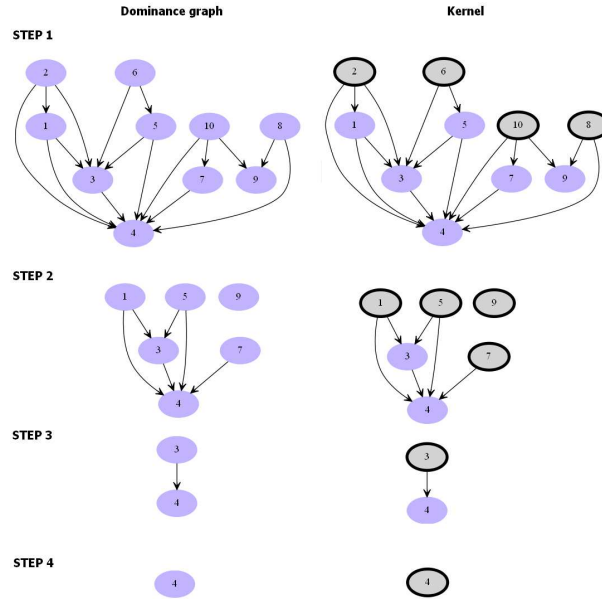 Dominance graph Kernel
STEP 1
2 6 2 6
1 5 10 8 1 5 10 8
3 7 9 3 7 9
4 4
STEP 2
1 5 9 1 5 9
3 7 3 7
4 4
STEP 3
3 3
4 4
STEP 4
4 4